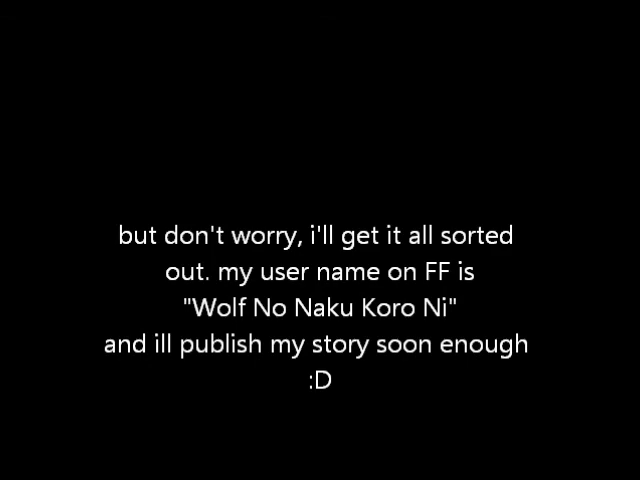 but don't worry, i'll get it all sorted
out. my user name on FF is
"Wolf No Naku Koro Ni"
and ill publish my story soon enough
:D